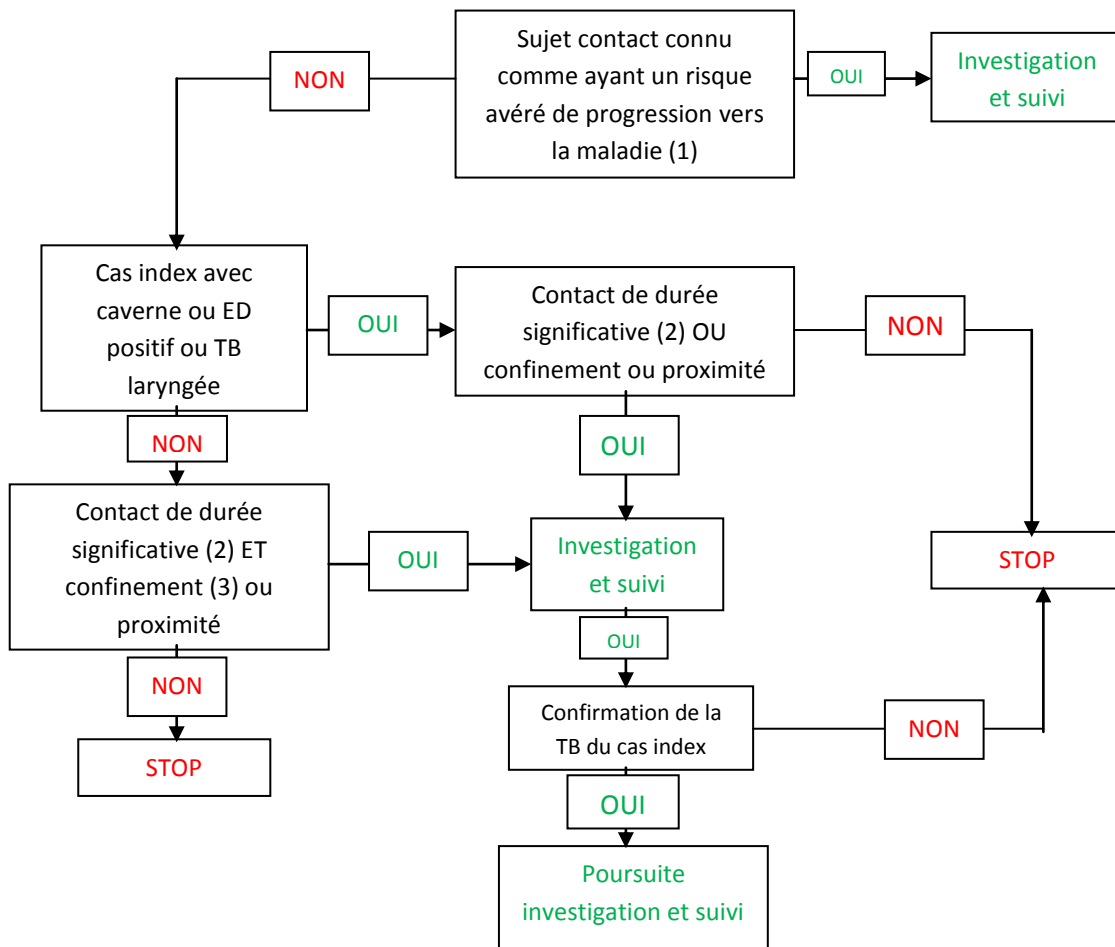 Sujet contact connu
comme ayant un risque
avéré de progression vers
la maladie (1)
NON
OUI
Investigation
et suivi
Cas index avec
caverne ou ED
positif ou TB
laryngée
OUI
Contact de durée
significative (2) OU
confinement ou proximité
NON
NON
OUI
Contact de durée
significative (2) ET
confinement (3) ou
proximité
OUI
Investigation
et suivi
STOP
OUI
NON
STOP
Confirmation de la
TB du cas index
NON
OUI
Poursuite
investigation et suivi